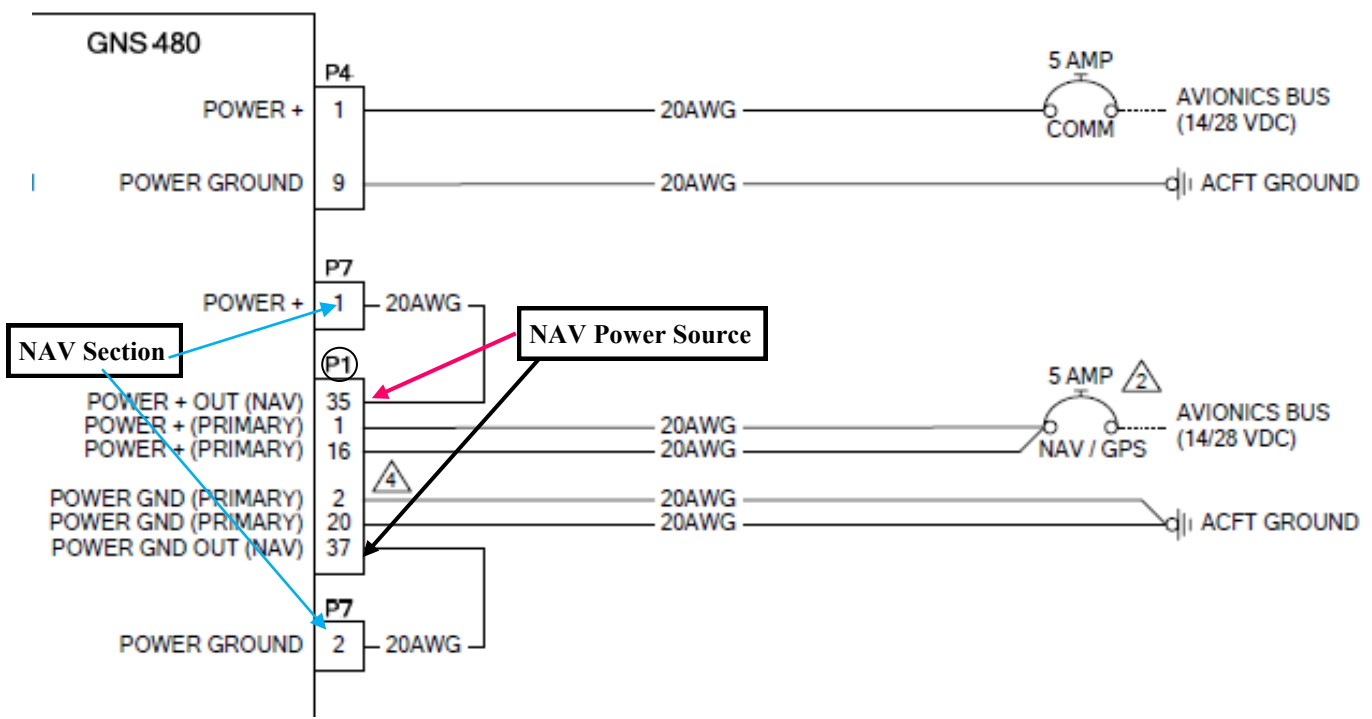 GNS 480
P4
POWER + 1 20AWG
5 AMP
COMM
AVIONICS BUS
(14/28 VDC)
POWER GROUND 9 20AWG ACFT GROUND
P7
POWER + 1 20AWG
NAV Section
NAV Power Source
P1
POWER + OUT (NAV) 35
POWER + (PRIMARY) 1 20AWG
POWER + (PRIMARY) 16 20AWG
5 AMP 2
NAV / GPS
AVIONICS BUS
(14/28 VDC)
4
POWER GND (PRIMARY) 2 20AWG
POWER GND (PRIMARY) 20 20AWG ACFT GROUND
POWER GND OUT (NAV) 37
P7
POWER GROUND 2 20AWG